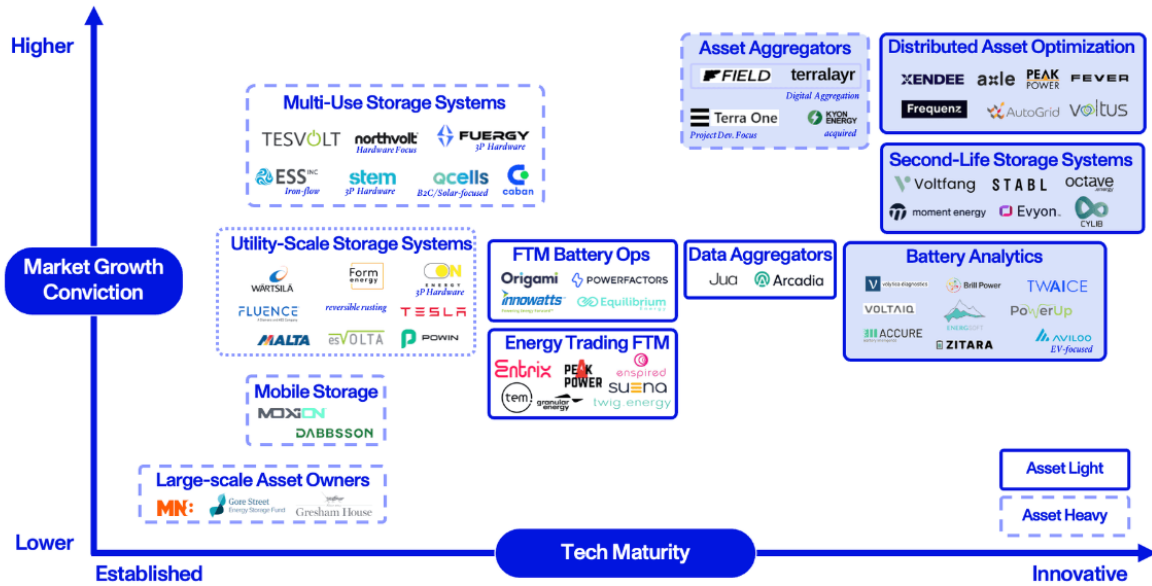 Higher
Market Growth
Conviction
Lower
Established
Tech Maturity
Innovative
Asset Aggregators
FIELD
terralayr
Digital Aggregation
Terra One
Project Dev. Focus
KYON
ENERGY
acquired
Distributed Asset Optimization
XENDEE
axle
PEAK
POWER
FEVER
Frequenz
AutoGrid
voltus
Multi-Use Storage Systems
TESVOLT
northvolt
Hardware Focus
FUERGY
3P Hardware
ESS INC
Iron-flow
stem
3P Hardware
qcells
B2C/Solar-focused
coban
Second-Life Storage Systems
Voltfang
STABL
octave
energy
moment energy
Evyon
CYLIB
Utility-Scale Storage Systems
WÄRTSILÄ
Form
energy
reversible rusting
ON
ENERGY
3P Hardware
FLUENCE
TESLA
MALTA
esVOLTA
POWIN
FTM Battery Ops
Origami
POWERFACTORS
innowatts
Equilibrium
Energy
Data Aggregators
Jua
Arcadia
Battery Analytics
volytica diagnostics
Brill Power
TWAICE
VOLTAIQ
ENERGSOFT
PowerUp
ACCURE
ZITARA
AVILOO
EV-focused
Energy Trading FTM
Entrix
PEAK
POWER
enspired
tem
granular
energy
suena
twig.energy
Mobile Storage
MOXION
DABBSSON
Large-scale Asset Owners
MN:
Gore Street
Energy Storage Fund
Gresham House
Asset Light
Asset Heavy